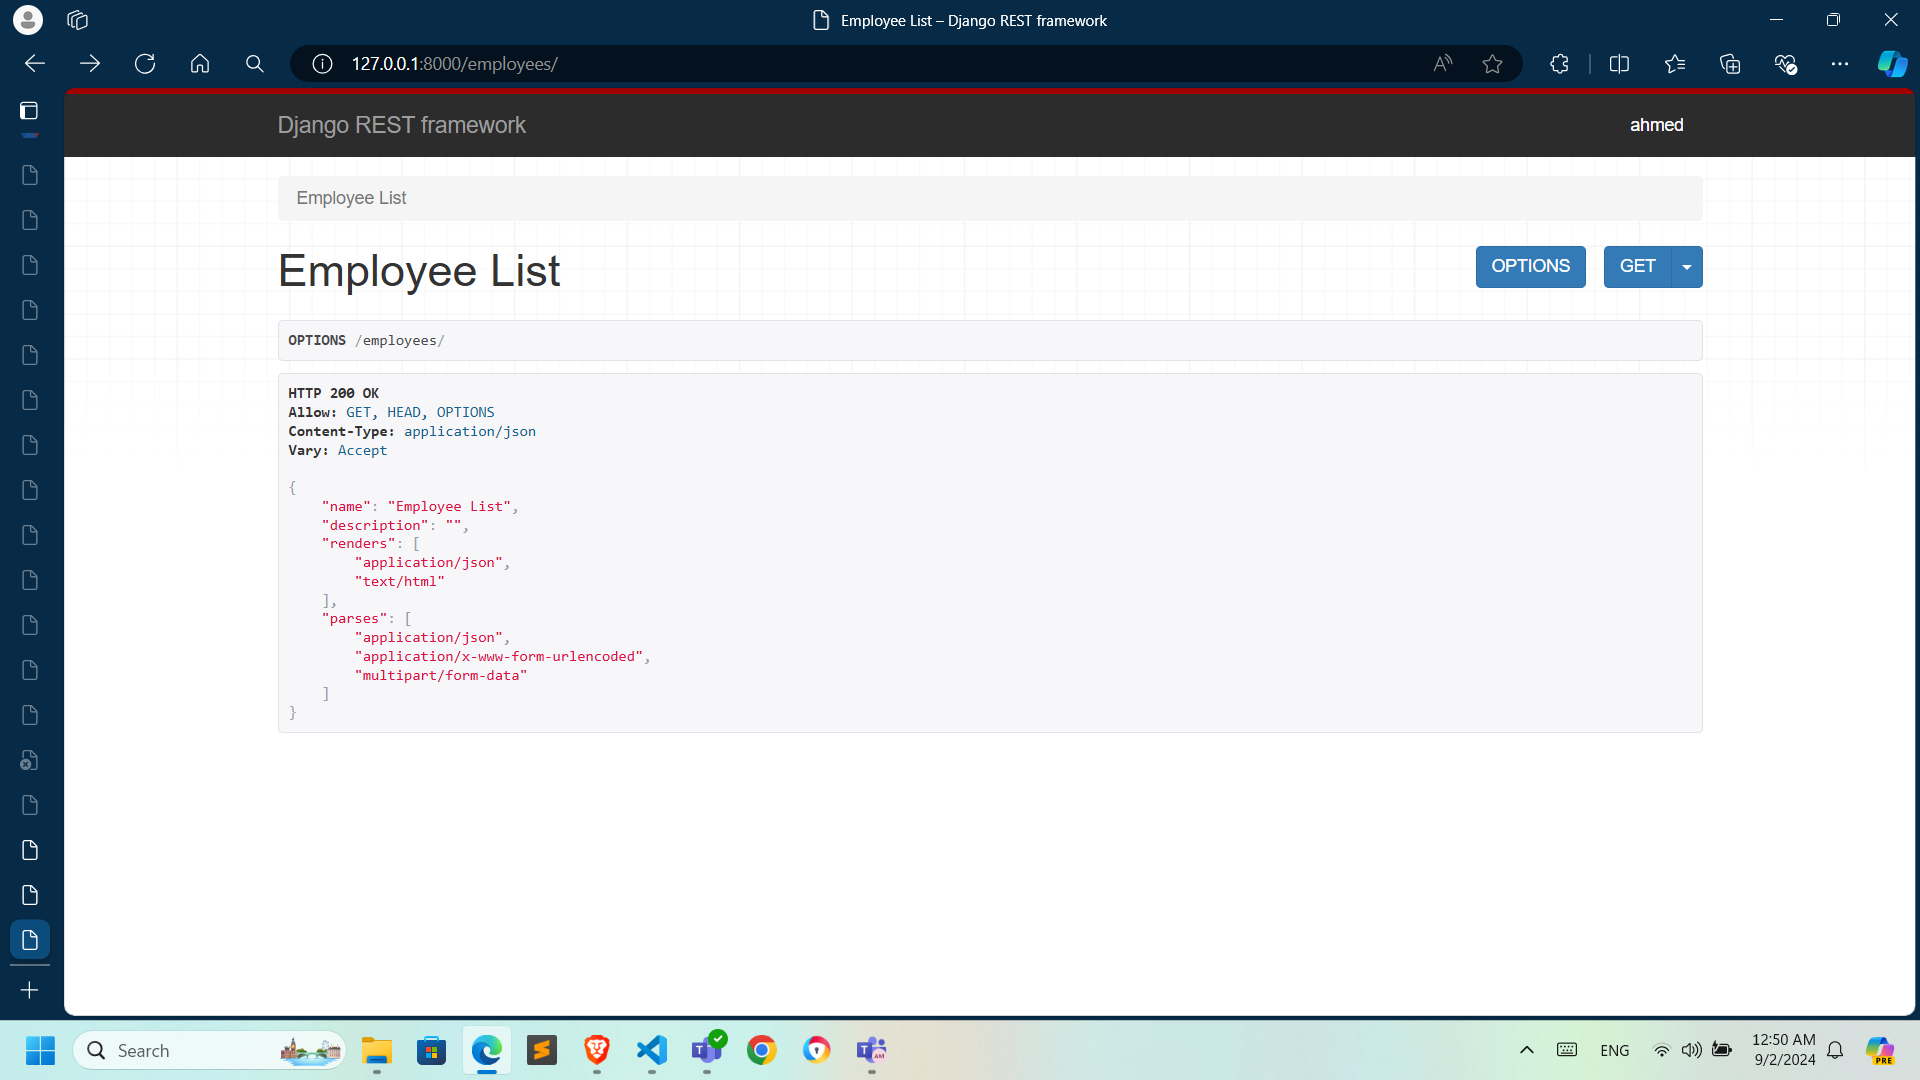 Employee List – Django REST framework
127.0.0.1:8000/employees/
Django REST framework
ahmed
Employee List
Employee List
OPTIONS
GET
OPTIONS /employees/
HTTP 200 OK
Allow: GET, HEAD, OPTIONS
Content-Type: application/json
Vary: Accept
{
    "name": "Employee List",
    "description": "",
    "renders": [
        "application/json",
        "text/html"
    ],
    "parses": [
        "application/json",
        "application/x-www-form-urlencoded",
        "multipart/form-data"
    ]
}
Search
ENG
12:50 AM
9/2/2024
PRE